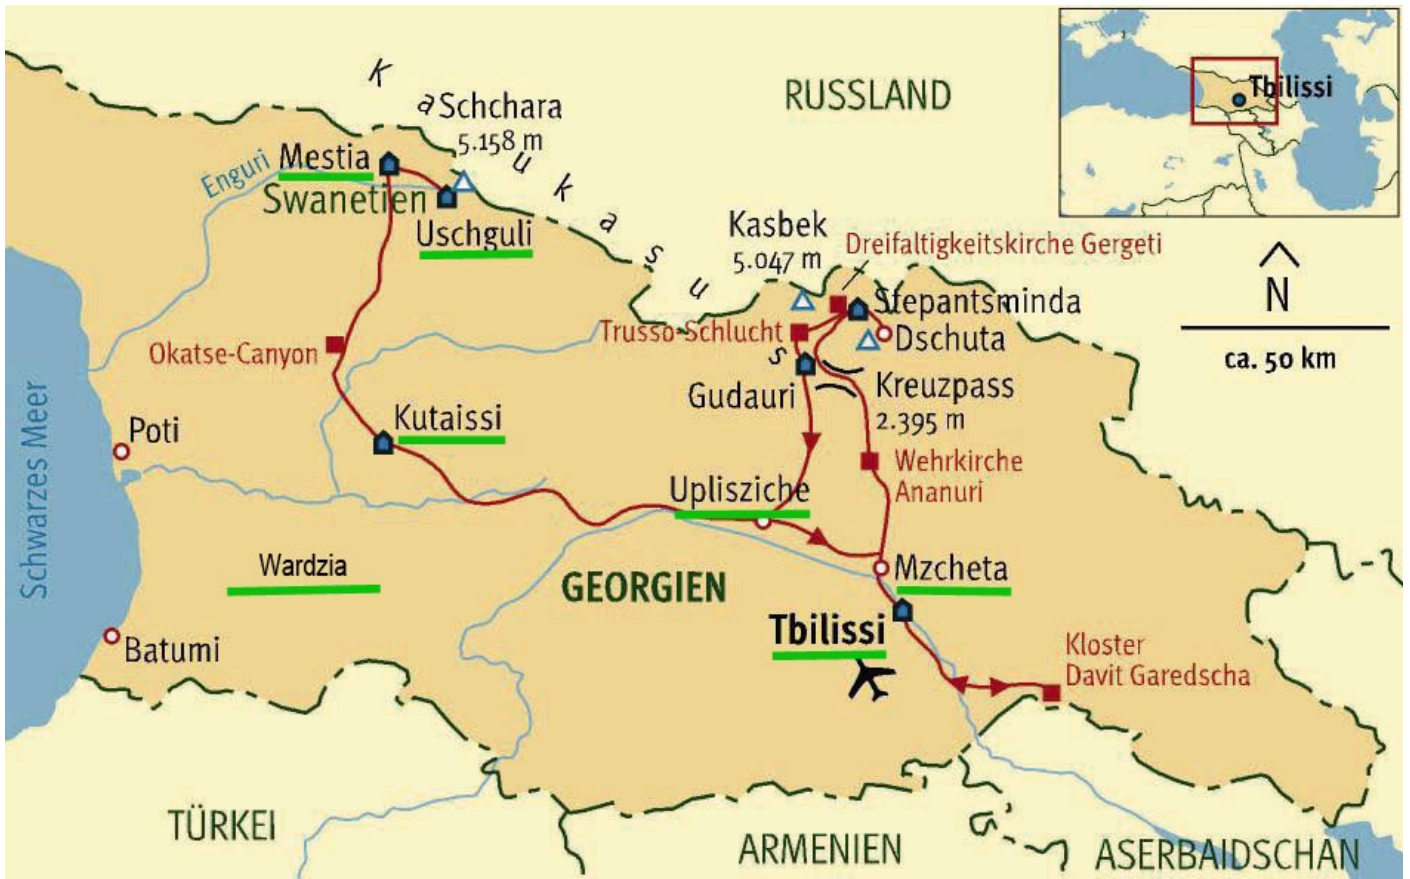 K
a
u
k
a
s
u
s
Schchara
5.158 m
RUSSLAND
Tbilissi
Mestia
Enguri
Swanetien
Uschguli
Kasbek
5.047 m
Dreifaltigkeitskirche Gergeti
N
ca. 50 km
Stepantsminda
Trusso-Schlucht
Dschuta
Okatse-Canyon
Gudauri
Kreuzpass
2.395 m
Kutaissi
Poti
Schwarzes Meer
Wehrkirche
Ananuri
Uplisziche
Wardzia
GEORGIEN
Mzcheta
Tbilissi
Batumi
Kloster
Davit Garedscha
TÜRKEI
ARMENIEN
ASERBAIDSCHAN